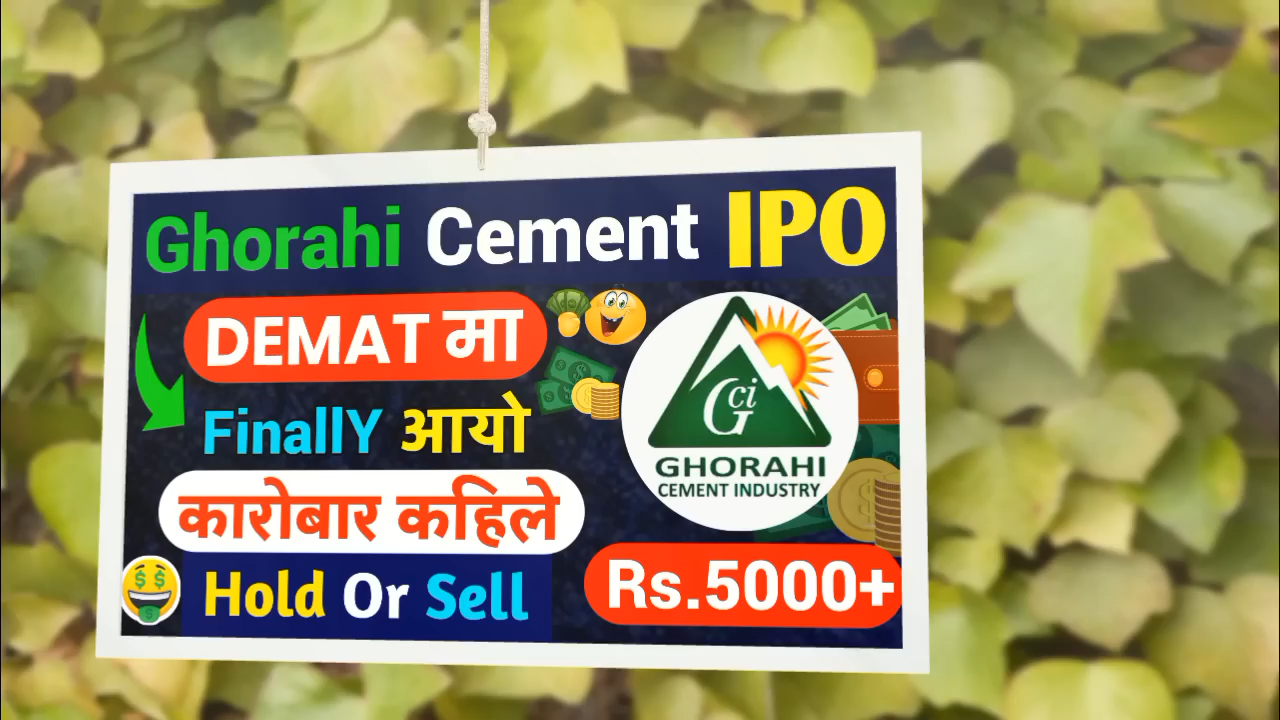 Ghorahi Cement IPO
DEMAT मा
FinallY आयो
कारोबार कहिले
Hold Or Sell
Gci
GHORAHI
CEMENT INDUSTRY
Rs.5000+